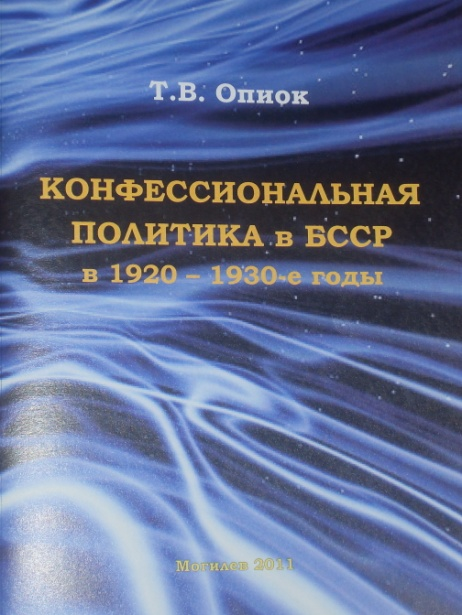 Т.В. Опиок
КОНФЕССИОНАЛЬНАЯ
ПОЛИТИКА в БССР
в 1920 – 1930-е годы
Могилев 2011